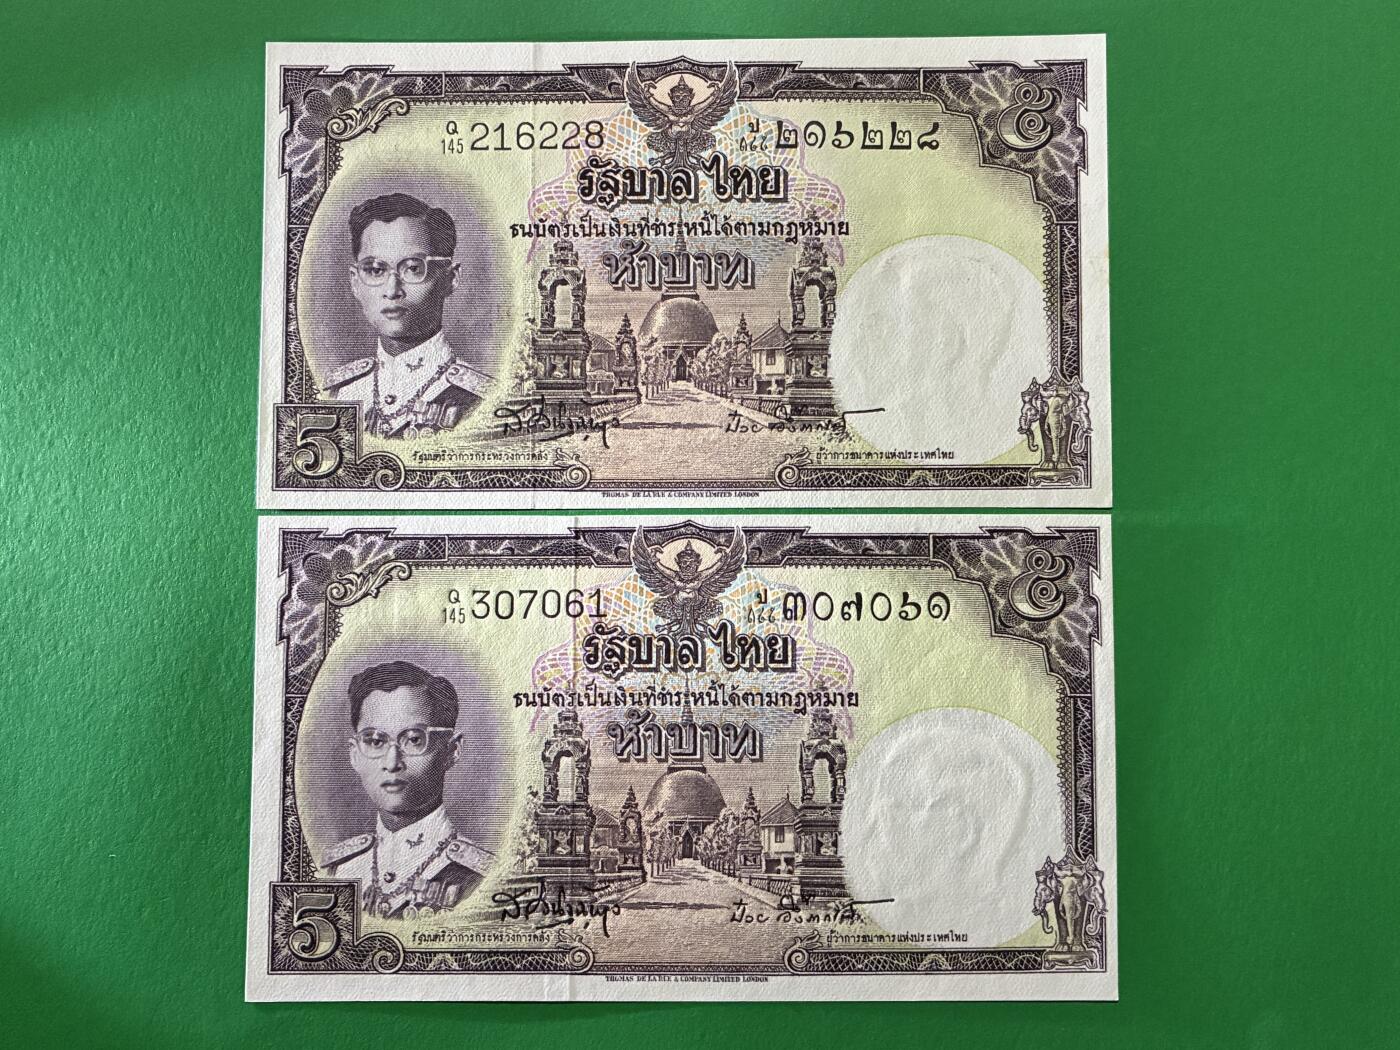 Q
145 216228
ป
๑๔๕ ๒๑๖๒๒๘
๕
รัฐบาลไทย
ธนบัตรเป็นเงินที่ชำระหนี้ได้ตามกฎหมาย
ห้าบาท
5
รัฐมนตรีว่าการกระทรวงการคลัง
ผู้ว่าการธนาคารแห่งประเทศไทย
THOMAS DE LA RUE & COMPANY LIMITED LONDON
Q
145 307061
ป
๑๔๕ ๓๐๗๐๖๑
๕
รัฐบาลไทย
ธนบัตรเป็นเงินที่ชำระหนี้ได้ตามกฎหมาย
ห้าบาท
5
รัฐมนตรีว่าการกระทรวงการคลัง
ผู้ว่าการธนาคารแห่งประเทศไทย
THOMAS DE LA RUE & COMPANY LIMITED LONDON